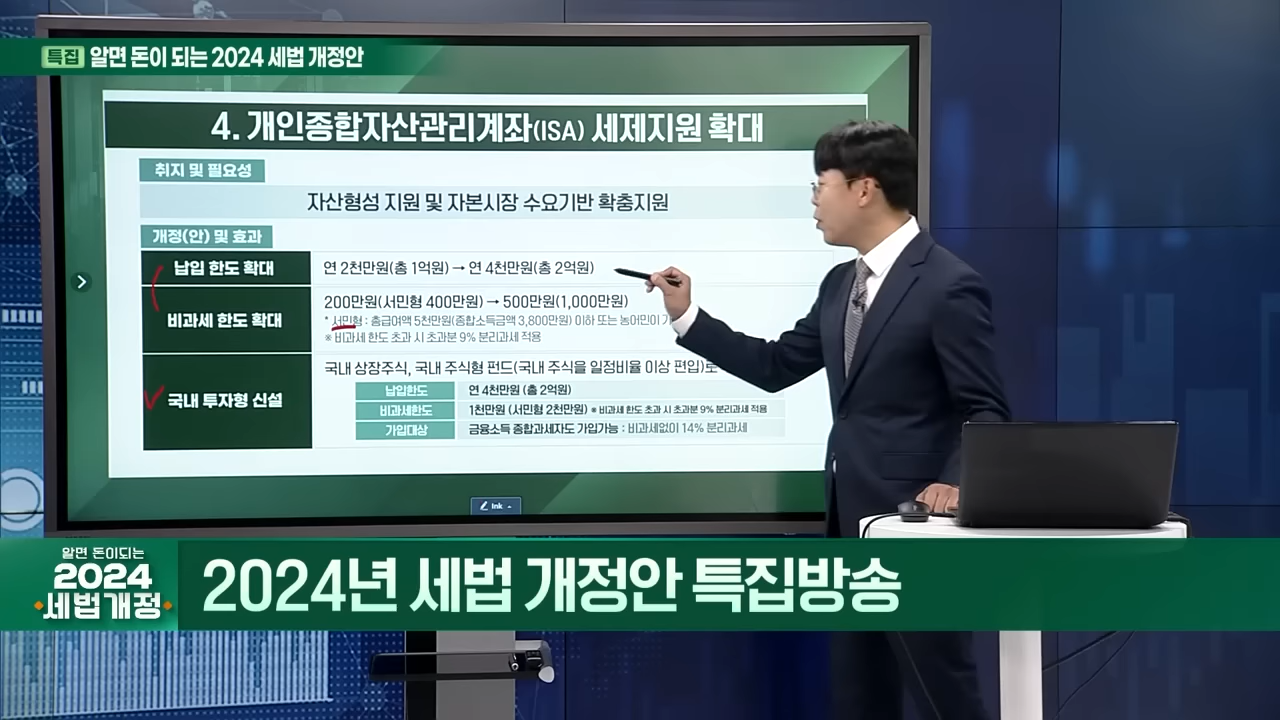 특집 알면 돈이 되는 2024 세법 개정안
4. 개인종합자산관리계좌(ISA) 세제지원 확대
취지 및 필요성
자산형성 지원 및 자본시장 수요기반 확충지원
개정(안) 및 효과
납입 한도 확대
연 2천만원(총 1억원) → 연 4천만원(총 2억원)
비과세 한도 확대
200만원(서민형 400만원) → 500만원(1,000만원)
* 서민형 : 총급여액 5천만원(종합소득금액 3,800만원) 이하 또는 농어민이 가
※ 비과세 한도 초과 시 초과분 9% 분리과세 적용
국내 투자형 신설
국내 상장주식, 국내 주식형 펀드(국내 주식을 일정비율 이상 편입)로
납입한도 연 4천만원 (총 2억원)
비과세한도 1천만원 (서민형 2천만원) ※ 비과세 한도 초과 시 초과분 9% 분리과세 적용
가입대상 금융소득 종합과세자도 가입가능 : 비과세없이 14% 분리과세
Ink
알면 돈이되는
2024
세법개정
2024년 세법 개정안 특집방송